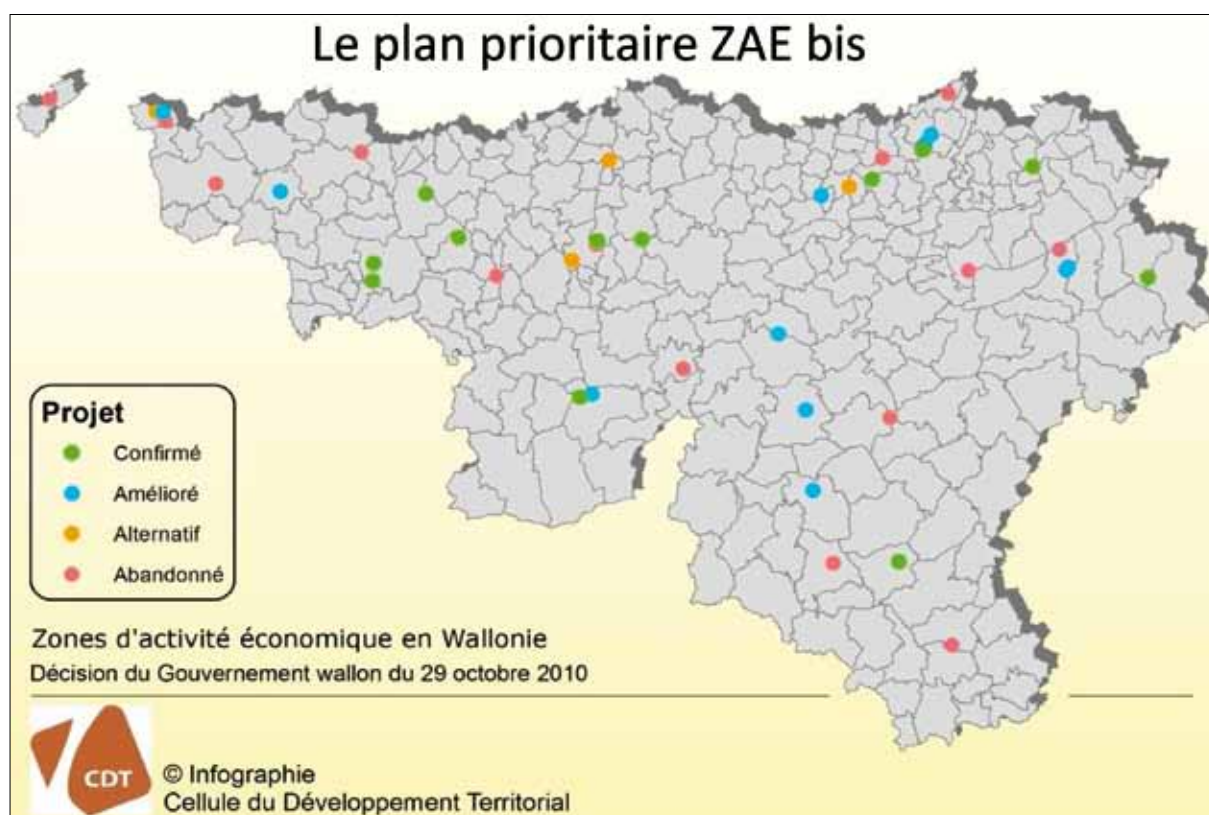 Le plan prioritaire ZAE bis
Projet
Confirmé
Amélioré
Alternatif
Abandonné
Zones d'activité économique en Wallonie
Décision du Gouvernement wallon du 29 octobre 2010
CDT
© Infographie
Cellule du Développement Territorial